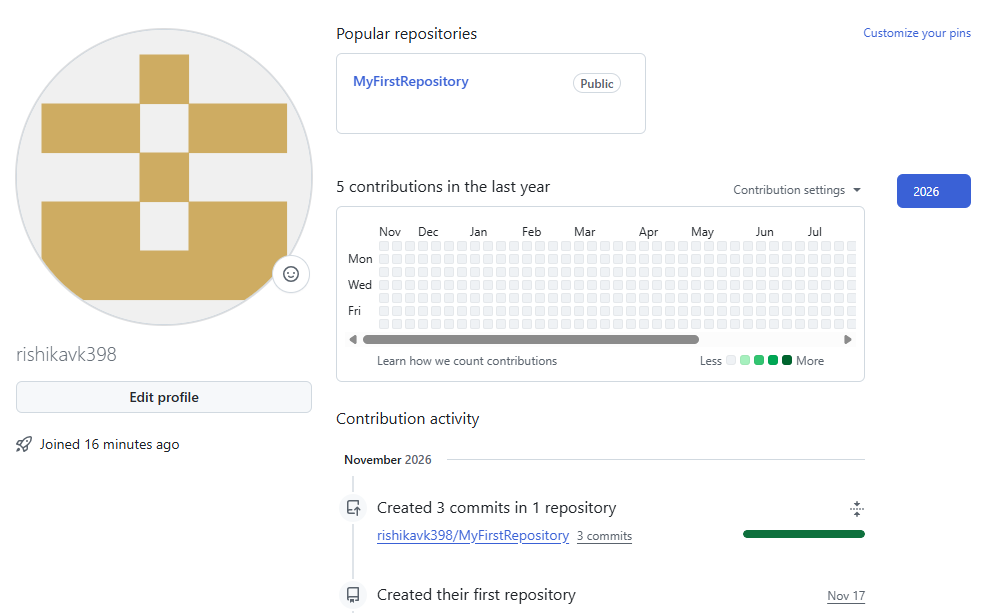 Popular repositories
Customize your pins
MyFirstRepository
Public
5 contributions in the last year
Contribution settings
2026
Nov Dec Jan Feb Mar Apr May Jun Jul
Mon
Wed
Fri
Learn how we count contributions
Less
More
rishikavk398
Edit profile
Joined 16 minutes ago
Contribution activity
November 2026
Created 3 commits in 1 repository
rishikavk398/MyFirstRepository 3 commits
Created their first repository
Nov 17